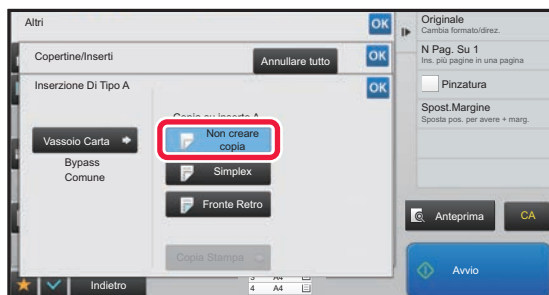 Altri
OK
Copertine/Inserti
Annullare tutto
OK
Inserzione Di Tipo A
OK
Copia su inserto A
Vassoio Carta
Bypass
Comune
Non creare
copia
Simplex
Fronte Retro
Copia Stampa
Indietro
3 A4
4 A4
Originale
Cambia formato/direz.
N Pag. Su 1
Ins. più pagine in una pagina
Pinzatura
Spost.Margine
Sposta pos. per avere + marg.
Anteprima
CA
Avvio